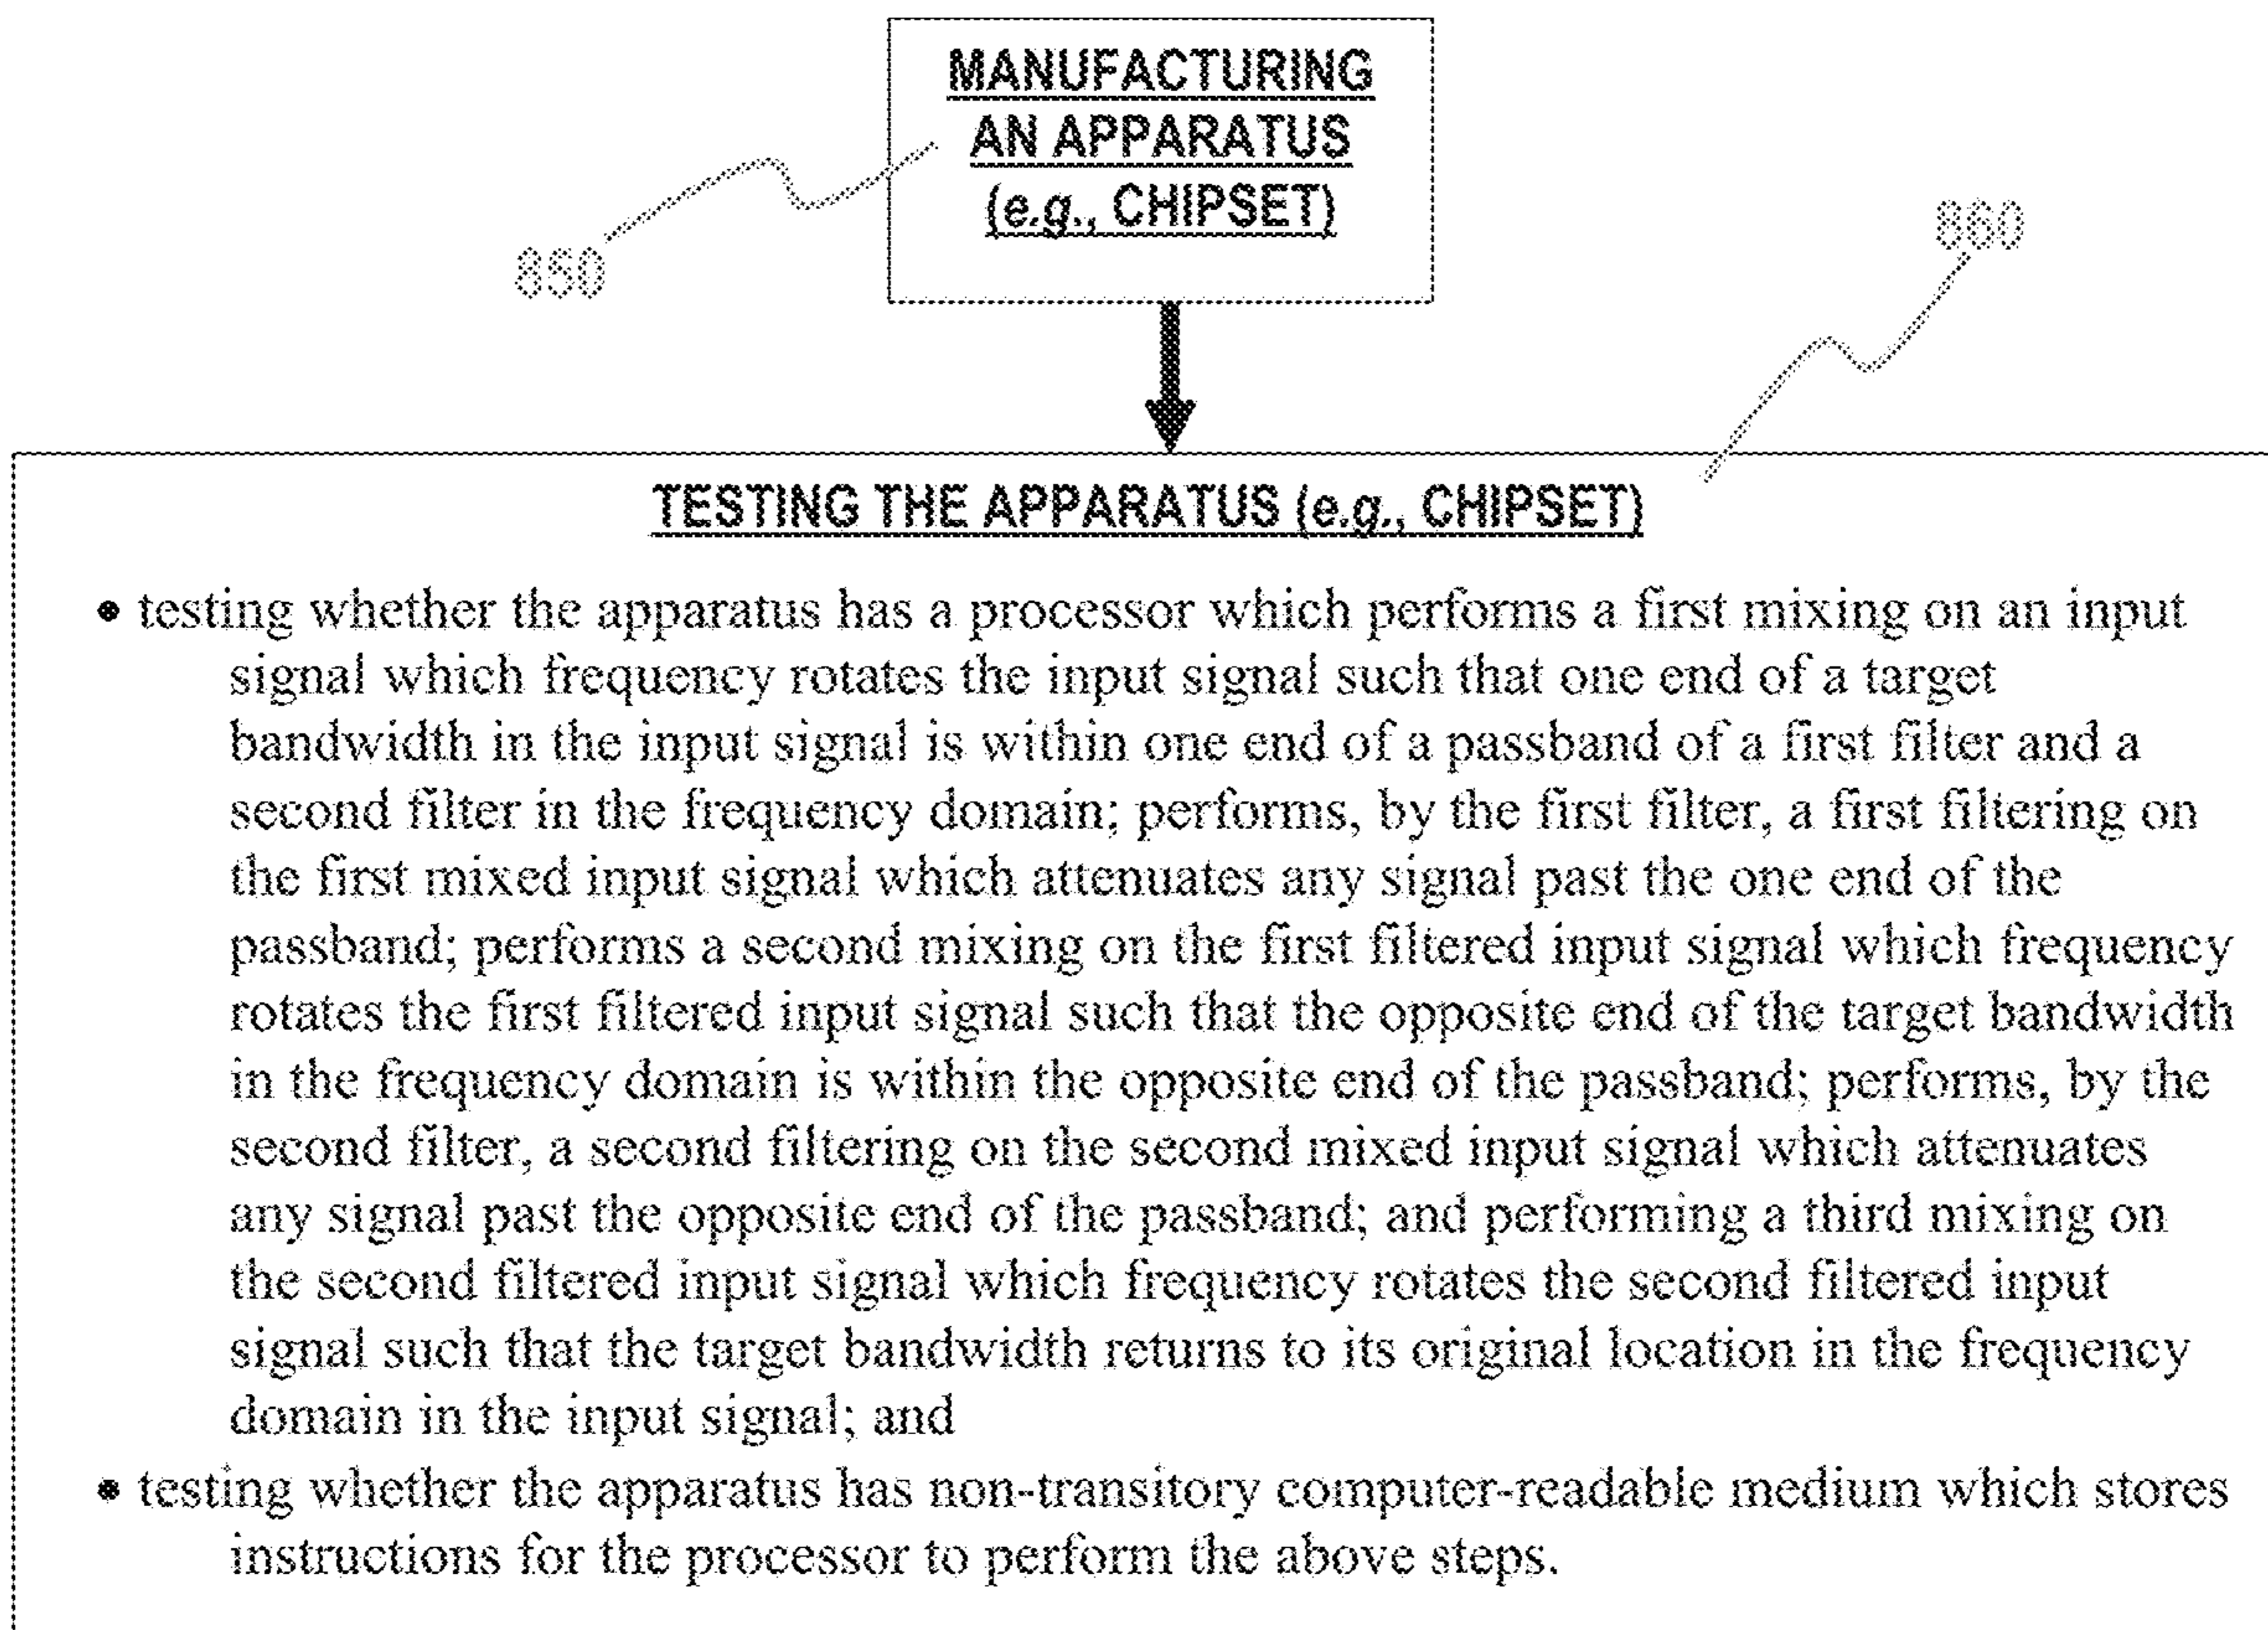 MANUFACTURING
AN APPARATUS
(e.g., CHIPSET)
850
860
TESTING THE APPARATUS (e.g., CHIPSET)
• testing whether the apparatus has a processor which performs a first mixing on an input
signal which frequency rotates the input signal such that one end of a target
bandwidth in the input signal is within one end of a passband of a first filter and a
second filter in the frequency domain; performs, by the first filter, a first filtering on
the first mixed input signal which attenuates any signal past the one end of the
passband; performs a second mixing on the first filtered input signal which frequency
rotates the first filtered input signal such that the opposite end of the target bandwidth
in the frequency domain is within the opposite end of the passband; performs, by the
second filter, a second filtering on the second mixed input signal which attenuates
any signal past the opposite end of the passband; and performing a third mixing on
the second filtered input signal which frequency rotates the second filtered input
signal such that the target bandwidth returns to its original location in the frequency
domain in the input signal; and
• testing whether the apparatus has non-transitory computer-readable medium which stores
instructions for the processor to perform the above steps.